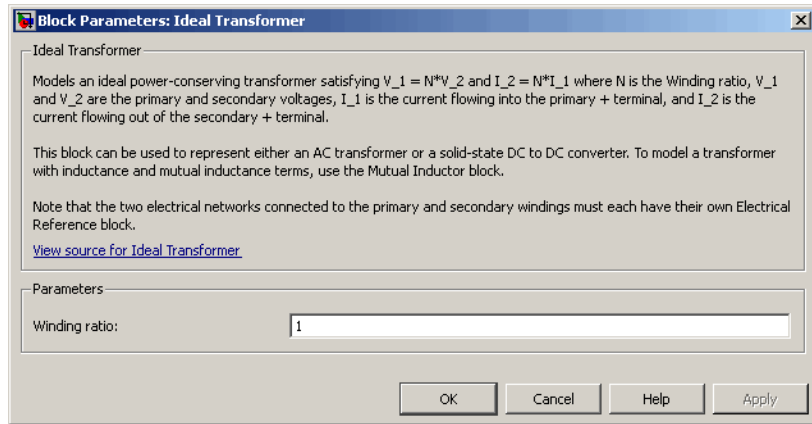 Block Parameters: Ideal Transformer
Ideal Transformer
Models an ideal power-conserving transformer satisfying V_1 = N*V_2 and I_2 = N*I_1 where N is the Winding ratio, V_1
and V_2 are the primary and secondary voltages, I_1 is the current flowing into the primary + terminal, and I_2 is the
current flowing out of the secondary + terminal.
This block can be used to represent either an AC transformer or a solid-state DC to DC converter. To model a transformer
with inductance and mutual inductance terms, use the Mutual Inductor block.
Note that the two electrical networks connected to the primary and secondary windings must each have their own Electrical
Reference block.
View source for Ideal Transformer
Parameters
Winding ratio: 1
OK Cancel Help Apply